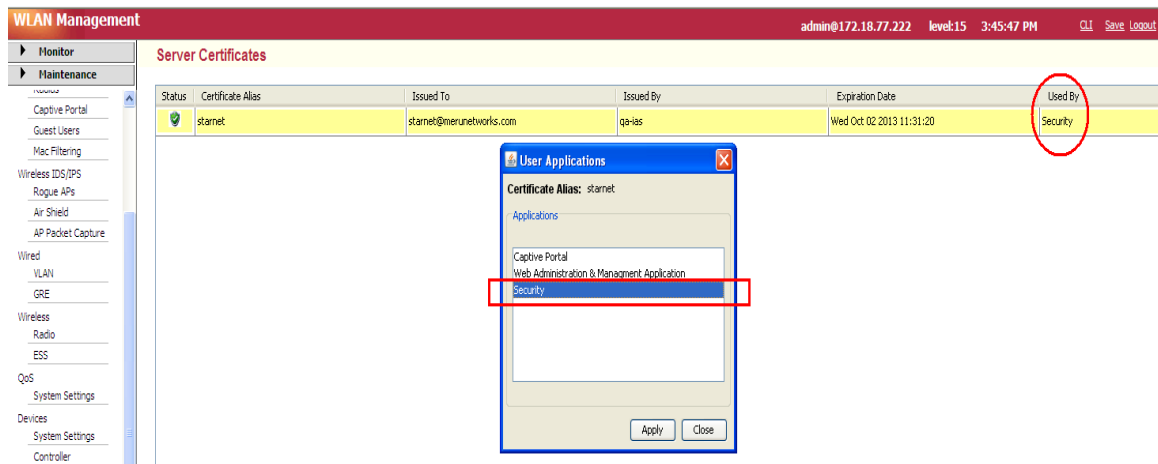 WLAN Management
admin@172.18.77.222 level:15 3:45:47 PM CLI Save Logout
Monitor
Maintenance
Captive Portal
Guest Users
Mac Filtering
Wireless IDS/IPS
Rogue APs
Air Shield
AP Packet Capture
Wired
VLAN
GRE
Wireless
Radio
ESS
QoS
System Settings
Devices
System Settings
Controller
Server Certificates
Status Certificate Alias Issued To Issued By Expiration Date Used By
starnet starnet@merunetworks.com qa-ias Wed Oct 02 2013 11:31:20 Security
User Applications
Certificate Alias: starnet
Applications
Captive Portal
Web Administration & Managment Application
Security
Apply Close